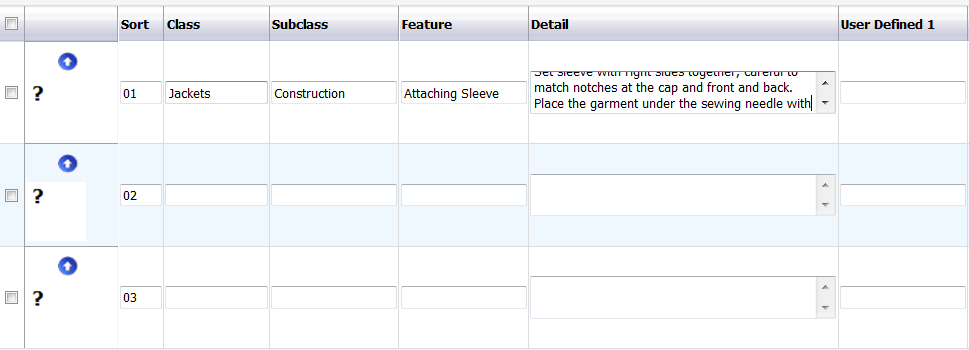 Sort Class Subclass Feature Detail User Defined 1
Set sleeve with right sides together, careful to
? 01 Jackets Construction Attaching Sleeve match notches at the cap and front and back.
Place the garment under the sewing needle with
? 02
? 03